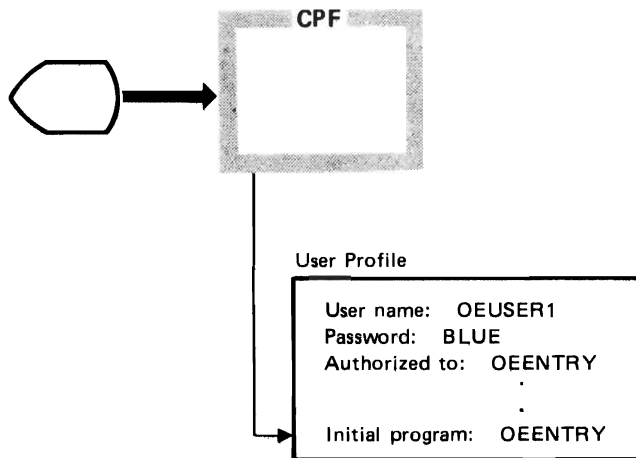 CPF
User Profile
User name: OEUSER1
Password: BLUE
Authorized to: OEENTRY
.
.
Initial program: OEENTRY